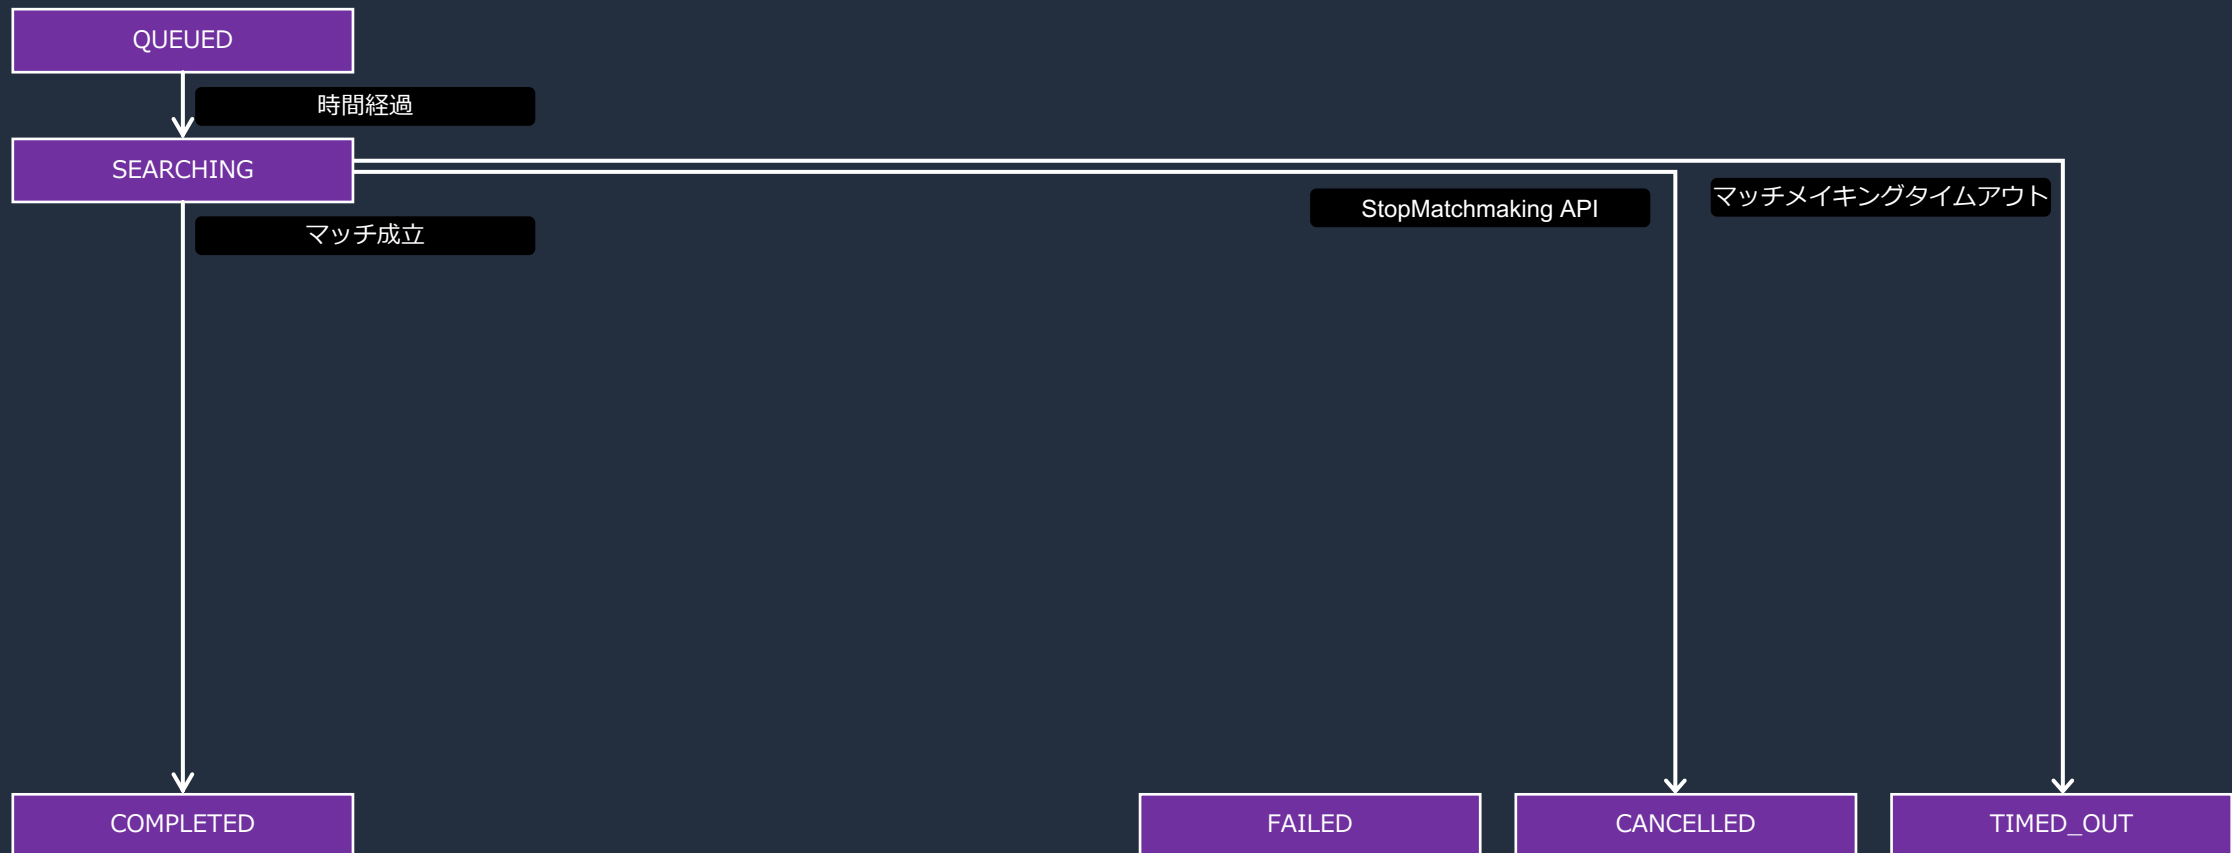 QUEUED
時間経過
SEARCHING
マッチ成立
StopMatchmaking API
マッチメイキングタイムアウト
COMPLETED
FAILED
CANCELLED
TIMED_OUT